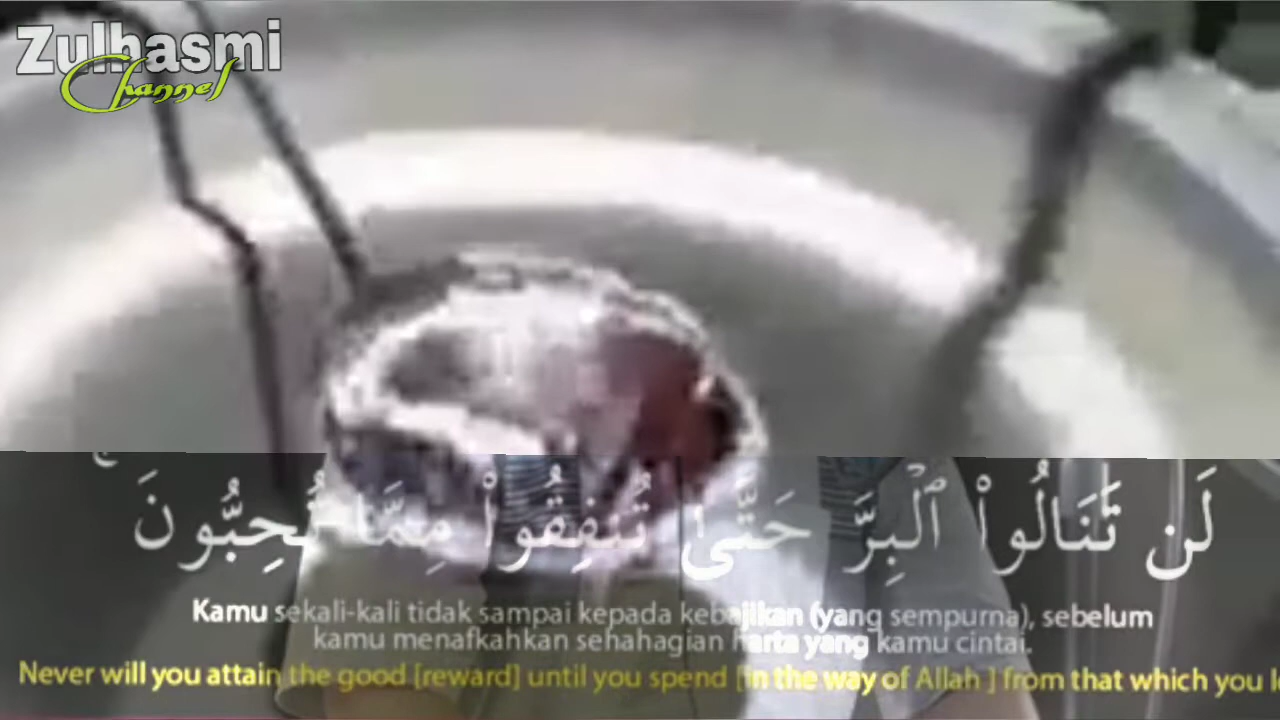 Zulhasmi
Channel
لَن تَنَالُوا۟ ٱلْبِرَّ حَتَّىٰ تُنفِقُوا۟ مِمَّا تُحِبُّونَ ۚ
Kamu sekali-kali tidak sampai kepada kebajikan (yang sempurna), sebelum
kamu menafkahkan sehahagian harta yang kamu cintai.
Never will you attain the good [reward] until you spend [in the way of Allah ] from that which you